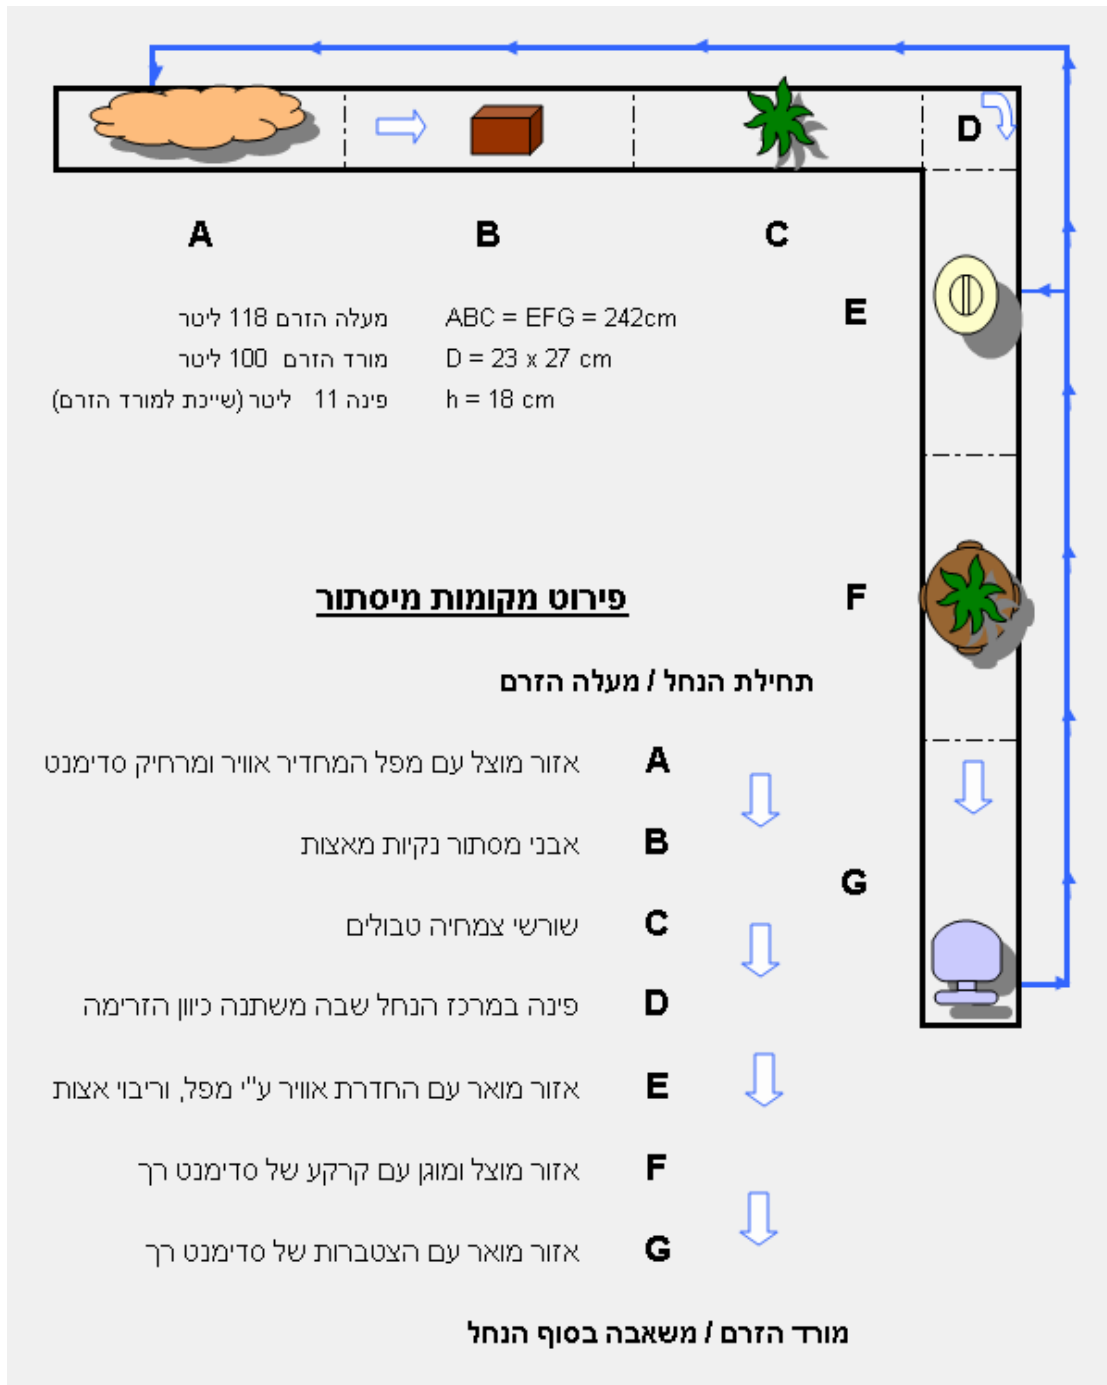 D
A B C
E
מעלה הזרם 118 ליטר ABC = EFG = 242cm
מורד הזרם 100 ליטר D = 23 x 27 cm
פינה 11 ליטר (שייכת למורד הזרם) h = 18 cm
F
פירוט מקומות מיסתור
תחילת הנחל / מעלה הזרם
A אזור מוצל עם מפל המחדיר אוויר ומרחיק סדימנט
B אבני מסתור נקיות מאצות
G
C שורשי צמחיה טבולים
D פינה במרכז הנחל שבה משתנה כיוון הזרימה
E אזור מואר עם החדרת אוויר ע"י מפל, וריבוי אצות
F אזור מוצל ומוגן עם קרקע של סדימנט רך
G אזור מואר עם הצטברות של סדימנט רך
מורד הזרם / משאבה בסוף הנחל